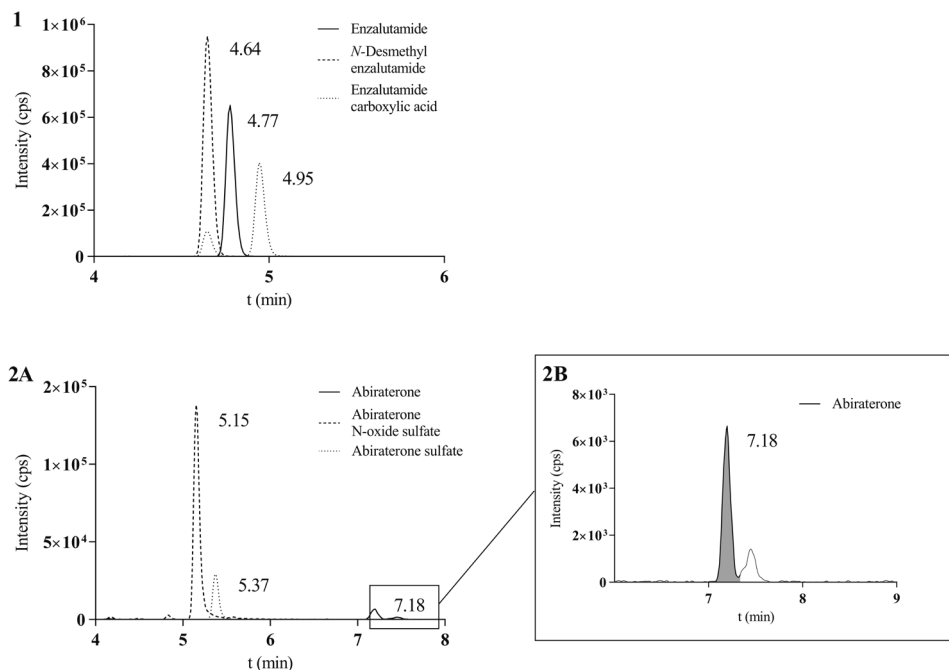 1
Enzalutamide
N-Desmethyl
enzalutamide
Enzalutamide
carboxylic acid
4.64
4.77
4.95
1×10⁶
8×10⁵
6×10⁵
4×10⁵
2×10⁵
0
Intensity (cps)
4
5
6
t (min)
2A
Abiraterone
Abiraterone
N-oxide sulfate
Abiraterone sulfate
5.15
5.37
7.18
2×10⁵
1×10⁵
5×10⁴
0
Intensity (cps)
4
5
6
7
8
t (min)
2B
Abiraterone
7.18
8×10³
6×10³
4×10³
2×10³
0
Intensity (cps)
7
8
9
t (min)